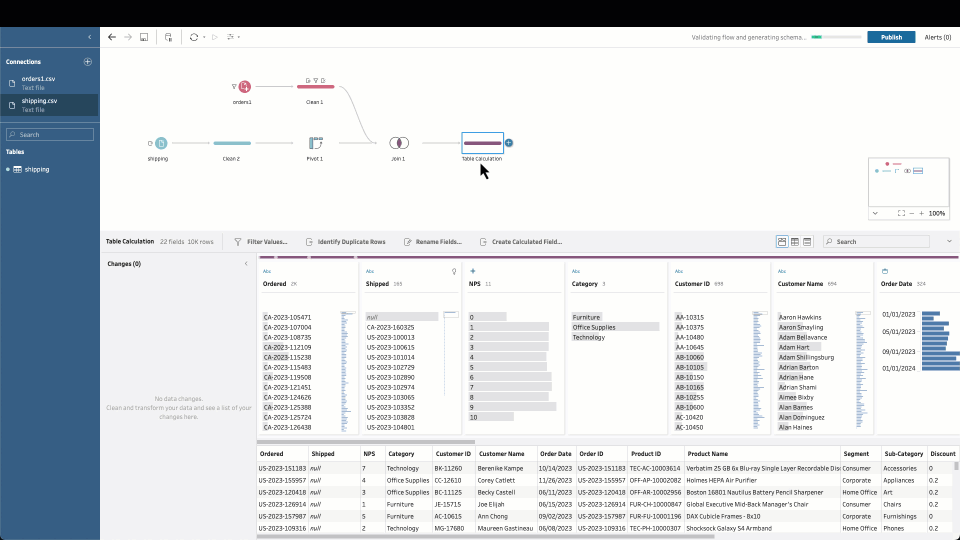 Validating flow and generating schema...
Publish
Alerts (0)
Connections
orders1.csv
Text file
shipping.csv
Text file
Search
Tables
shipping
orders1
Clean 1
shipping
Clean 2
Pivot 1
Join 1
Table Calculation
100%
Table Calculation 22 fields 10K rows Filter Values... Identify Duplicate Rows Rename Fields... Create Calculated Field... Search
Changes (0)
No data changes.
Clean and transform your data and see a list of your
changes here.
Abc
Ordered 2K
CA-2023-105471
CA-2023-107004
CA-2023-108735
CA-2023-112109
CA-2023-115238
CA-2023-115483
CA-2023-119508
CA-2023-121451
CA-2023-124626
CA-2023-125388
CA-2023-125724
CA-2023-126438
Abc
Shipped 163
null
CA-2023-160325
US-2023-100013
US-2023-100615
US-2023-101014
US-2023-102729
US-2023-102890
US-2023-102974
US-2023-103065
US-2023-103352
US-2023-103828
US-2023-104801
NPS 11
0
1
2
3
4
5
6
7
8
9
10
Abc
Category 3
Furniture
Office Supplies
Technology
Abc
Customer ID 698
AA-10315
AA-10375
AA-10480
AA-10645
AB-10060
AB-10105
AB-10150
AB-10165
AB-10255
AB-10600
AC-10420
AC-10450
Abc
Customer Name 694
Aaron Hawkins
Aaron Smayling
Adam Bellavance
Adam Hart
Adam Shillingsburg
Adrian Barton
Adrian Hane
Adrian Shami
Aimee Bixby
Alan Barnes
Alan Dominguez
Alan Haines
Order Date 324
01/01/2023
05/01/2023
09/01/2023
01/01/2024
Ordered Shipped NPS Category Customer ID Customer Name Order Date Order ID Product ID Product Name Segment Sub-Category Discount
US-2023-151183 null 7 Technology BK-11260 Berenike Kampe 10/14/2023 US-2023-151183 TEC-AC-10003614 Verbatim 25 GB 6x Blu-ray Single Layer Recordable Disc Consumer Accessories 0
US-2023-155957 null 4 Office Supplies CC-12610 Corey Catlett 11/26/2023 US-2023-155957 OFF-AP-10002082 Holmes HEPA Air Purifier Corporate Appliances 0.2
US-2023-120418 null 3 Office Supplies BC-11125 Becky Castell 06/11/2023 US-2023-120418 OFF-AR-10002956 Boston 16801 Nautilus Battery Pencil Sharpener Home Office Art 0.2
US-2023-126914 null 1 Furniture JE-15715 Joe Elijah 06/15/2023 US-2023-126914 FUR-CH-10000847 Global Executive Mid-Back Manager's Chair Consumer Chairs 0.2
US-2023-157987 null 5 Furniture AC-10615 Ann Chong 09/02/2023 US-2023-157987 FUR-FU-10001196 DAX Cubicle Frames - 8x10 Corporate Furnishings 0
US-2023-109316 null 2 Technology MG-17680 Maureen Gastineau 06/08/2023 US-2023-109316 TEC-PH-10000307 Shocksock Galaxy S4 Armband Home Office Phones 0.2